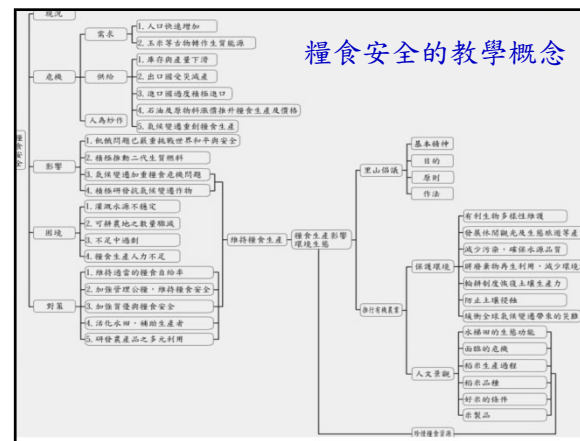 糧食安全的教學概念
現況
需求
1. 人口快速增加
2. 玉米等古物轉作生質能源
危機
供給
1. 庫存與產量下滑
2. 出口國受災減產
3. 進口國過度積極進口
4. 石油及原物料漲價推升糧食生產及價格
人為炒作
5. 氣候變遷重創糧食生產
糧食安全
影響
1. 飢餓問題已嚴重挑戰世界和平與安全
2. 積極推動二代生質燃料
3. 氣候變遷加重糧食危機問題
4. 積極研發抗氣候變遷作物
困境
1. 灌溉水源不穩定
2. 可耕農地之數量驟減
3. 不足中過剩
4. 糧食生產人力不足
對策
1. 維持適當的糧食自給率
2. 加強管理公糧，維持糧食安全
3. 加強質優與糧食安全
4. 活化水田，補助生產者
5. 研發農產品之多元利用
維持糧食生產
糧食生產影響
環境生態
里山倡議
基本精神
目的
原則
作法
推行有機農業
保護環境
有利生物多樣性維護
發展休閒觀光及生態旅遊等產
減少污染，確保水源品質
將廢棄物再生利用，減少環境
輪耕制度恢復土壤生產力
防止土壤侵蝕
緩衝全球氣候變遷帶來的災難
人文景觀
水梯田的生態功能
面臨的危機
稻米生產過程
稻米品種
好米的條件
米製品
珍惜糧食資源